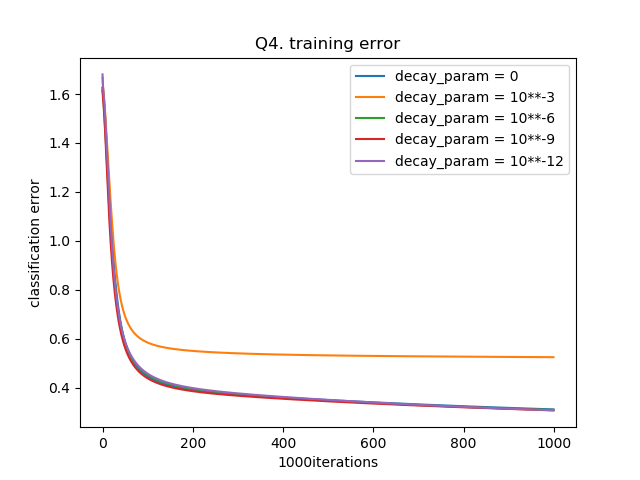 Q4. training error
classification error
1.6
1.4
1.2
1.0
0.8
0.6
0.4
decay_param = 0
decay_param = 10**-3
decay_param = 10**-6
decay_param = 10**-9
decay_param = 10**-12
0 200 400 600 800 1000
1000iterations